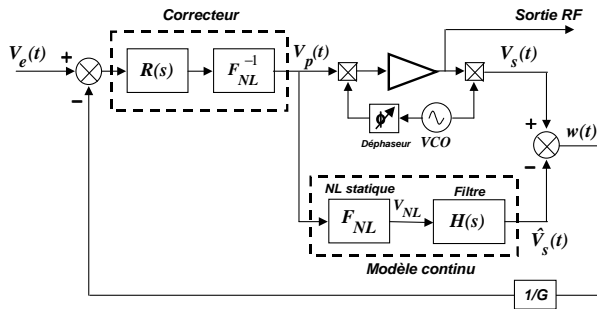 Correcteur
Sortie RF
V_e(t)
+
−
R(s)
F_NL^-1
V_p(t)
V_s(t)
ϕ
Déphaseur
VCO
+
−
w(t)
NL statique
Filtre
F_NL
V_NL
H(s)
V̂_s(t)
Modèle continu
1/G